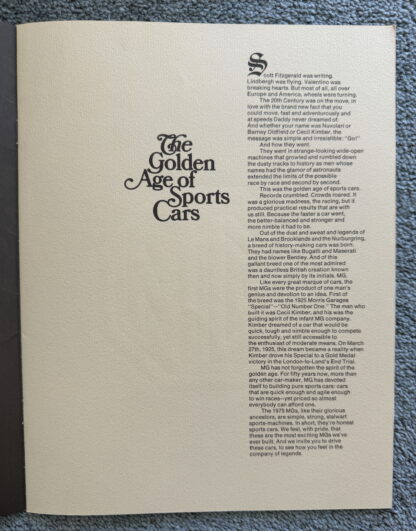 The
Golden
Age of
Sports
Cars
Scott Fitzgerald was writing.
Lindbergh was flying. Valentino was
breaking hearts. But most of all, all over
Europe and America, wheels were turning.
The 20th Century was on the move, in
love with the brand new fact that you
could move, fast and adventurously and
at speeds Daddy never dreamed of.
And whether your name was Nuvolari or
Barney Oldfield or Cecil Kimber, the
message was simple and irresistible: "Go!"
And how they went.
They went in strange-looking wide-open
machines that growled and rumbled down
the dusty tracks to history as men whose
names had the glamor of astronauts
extended the limits of the possible
race by race and second by second.
This was the golden age of sports cars.
Records crumbled. Crowds roared. It
was a glorious madness, the racing, but it
produced practical results that are with
us still. Because the faster a car went,
the better-balanced and stronger and
more nimble it had to be.
Out of the dust and sweat and legends of
Le Mans and Brooklands and the Nurburgring,
a breed of history-making cars was born.
They had names like Bugatti and Maserati
and the blower Bentley. And of this
gallant breed one of the most admired
was a dauntless British creation known
then and now simply by its initials. MG.
Like every great marque of cars, the
first MGs were the product of one man's
genius and devotion to an idea. First of
the breed was the 1925 Morris Garages
"Special"—"Old Number One." The man who
built it was Cecil Kimber, and his was the
guiding spirit of the infant MG company.
Kimber dreamed of a car that would be
quick, tough and nimble enough to compete
successfully, yet still accessible to
the enthusiast of moderate means. On March
27th, 1925, this dream became a reality when
Kimber drove his Special to a Gold Medal
victory in the London-to-Land's End Trial.
MG has not forgotten the spirit of the
golden age. For fifty years now, more than
any other car-maker, MG has devoted
itself to building pure sports cars: cars
that are quick enough and agile enough
to win races—yet priced so almost
everybody can afford one.
The 1975 MGs, like their glorious
ancestors, are simple, strong, stalwart
sports-machines. In short, they're honest
sports cars. We feel, with pride, that
these are the most exciting MGs we've
ever built. And we invite you to drive
these cars, to see how you feel in the
company of legends.